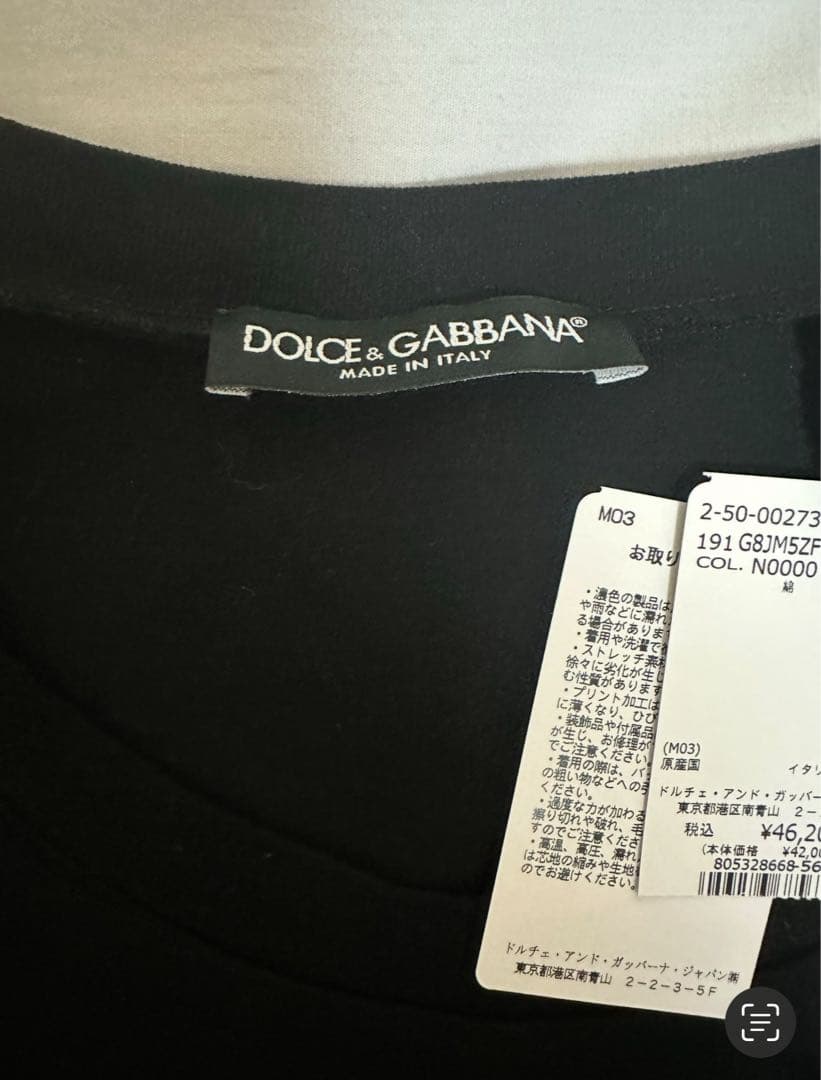 DOLCE & GABBANA®
MADE IN ITALY
M03
お取り
・濃色の製品は、
や雨などに濡れ
る場合がありま
・着用や洗濯で
・ストレッチ素材
徐々に劣化が生じ
む性質があります
・プリント加工は
に薄くなり、ひび
・装飾品や付属品
が生じ、お修理が
でご注意ください。
・着用の際は、バ
の粗い物などへの
ください。
・過度な力が加わる
擦り切れや破れ、毛
すのでご注意くださ
・高温、高圧、濡れ
は芯地の縮みや生地
のでお避けください。
ドルチェ・アンド・ガッバーナ・ジャパン㈱
東京都港区南青山 2-2-3-5F
2-50-00273
191 G8JM5ZF
COL. N0000
綿
(M03)
原産国 イタリ
ドルチェ・アンド・ガッバー
東京都港区南青山 2-
税込 ¥46,20
(本体価格 ¥42,00
805328668-56